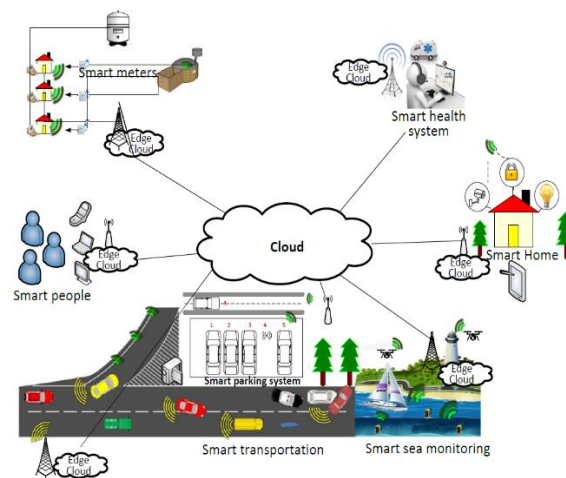 Smart meters
Edge
Cloud
Edge
Cloud
Smart health
system
Edge
Cloud
Smart people
Cloud
Edge
Cloud
Smart Home
1 2 3 4 5
Smart parking system
Edge
Cloud
Smart transportation
Edge
Cloud
Smart sea monitoring